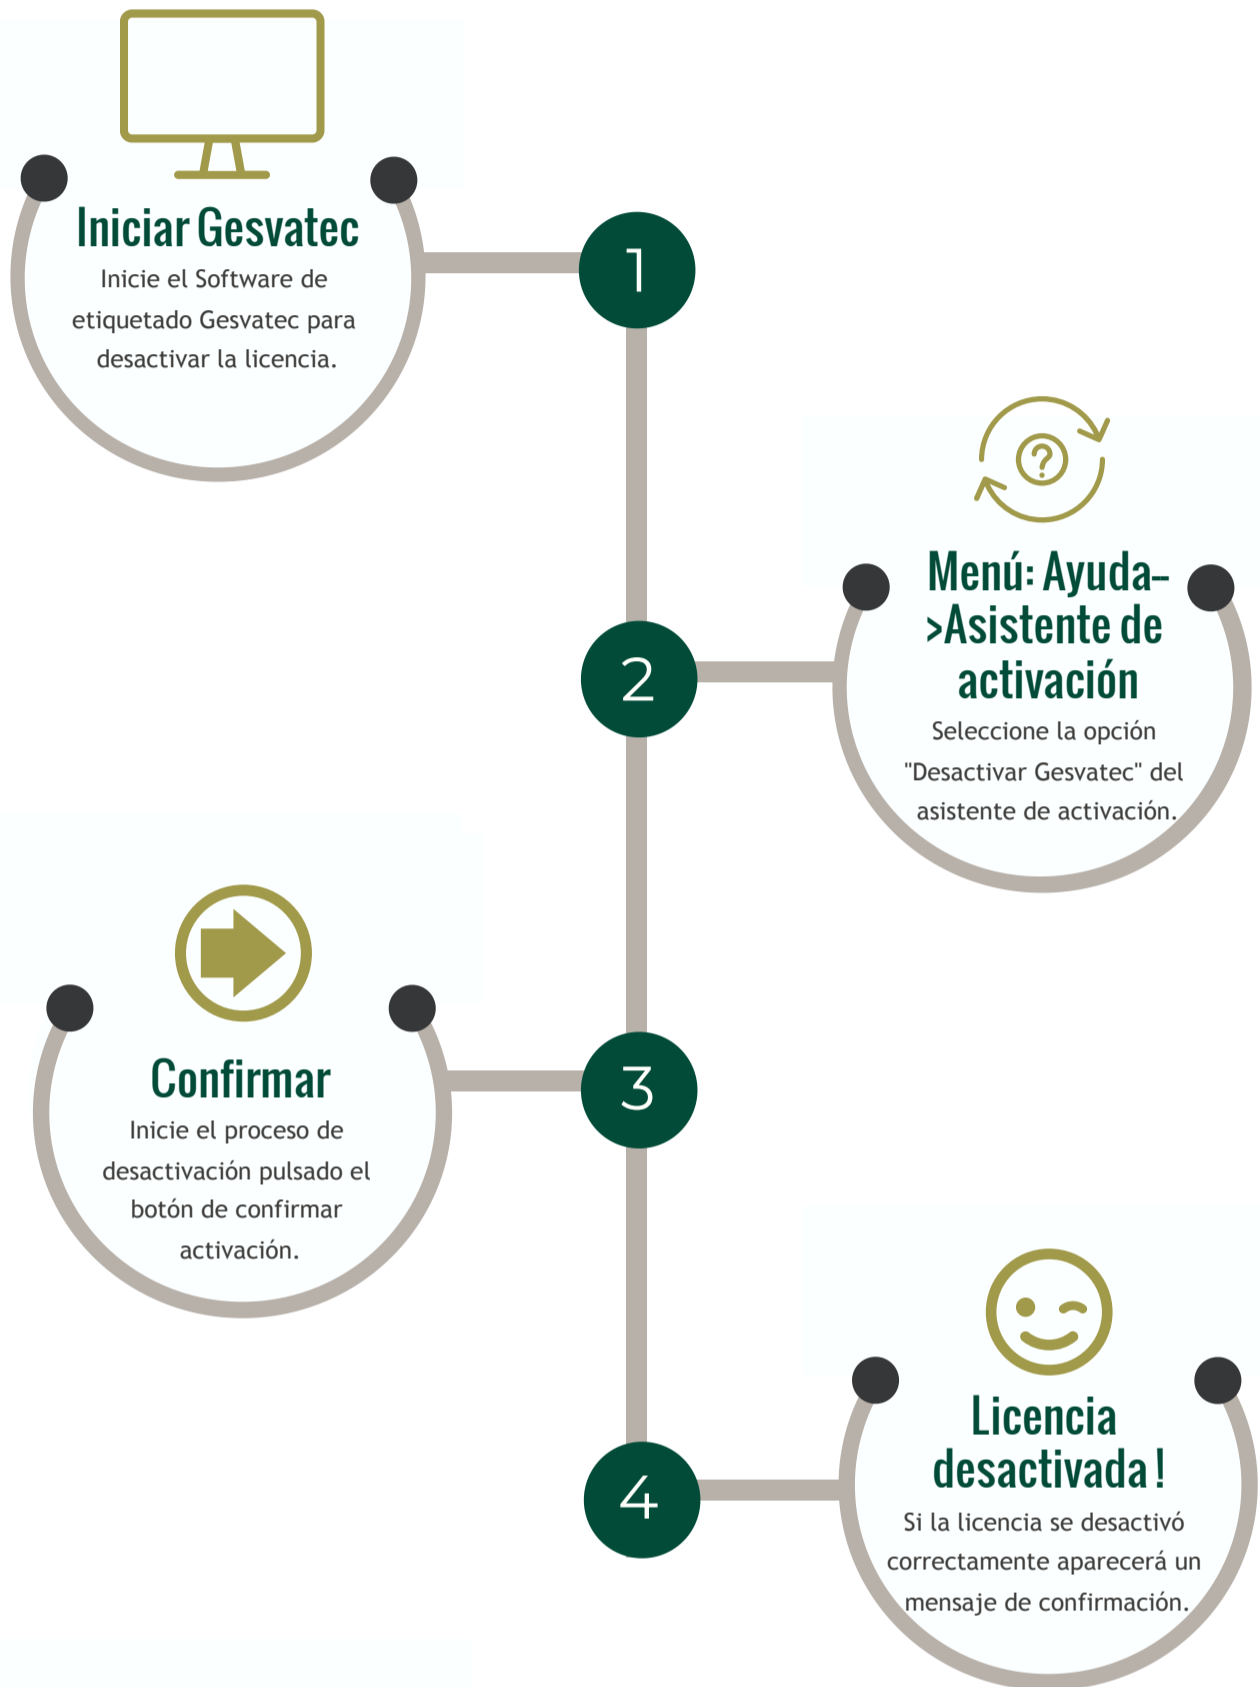 Iniciar Gesvatec
Inicie el Software de
etiquetado Gesvatec para
desactivar la licencia.
1
?
Menú: Ayuda–
>Asistente de
activación
Seleccione la opción
"Desactivar Gesvatec" del
asistente de activación.
2
Confirmar
Inicie el proceso de
desactivación pulsado el
botón de confirmar
activación.
3
Licencia
desactivada !
Si la licencia se desactivó
correctamente aparecerá un
mensaje de confirmación.
4